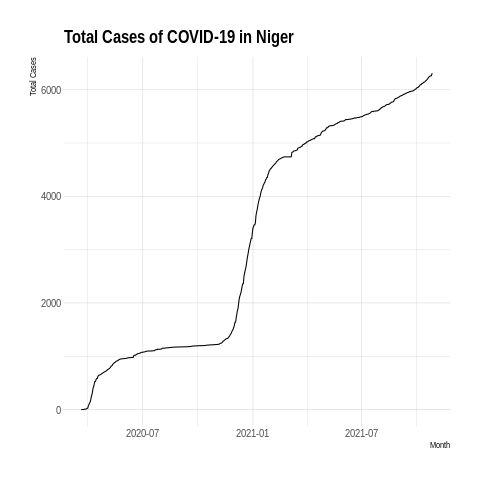 Total Cases of COVID-19 in Niger
Total Cases
6000
4000
2000
0
2020-07
2021-01
2021-07
Month